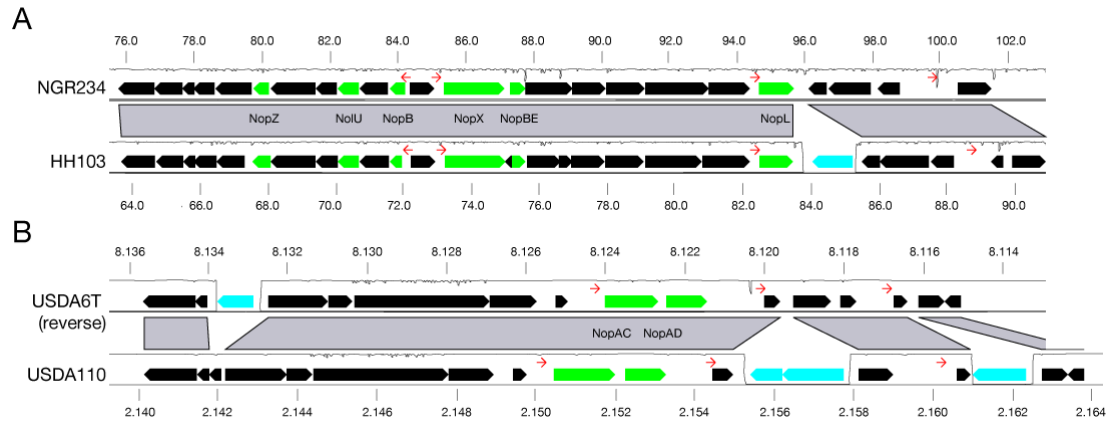 A
76.0 78.0 80.0 82.0 84.0 86.0 88.0 90.0 92.0 94.0 96.0 98.0 100.0 102.0
NGR234
NopZ NolU NopB NopX NopBE NopL
HH103
64.0 66.0 68.0 70.0 72.0 74.0 76.0 78.0 80.0 82.0 84.0 86.0 88.0 90.0
B
8.136 8.134 8.132 8.130 8.128 8.126 8.124 8.122 8.120 8.118 8.116 8.114
USDA6T
(reverse)
NopAC NopAD
USDA110
2.140 2.142 2.144 2.146 2.148 2.150 2.152 2.154 2.156 2.158 2.160 2.162 2.164